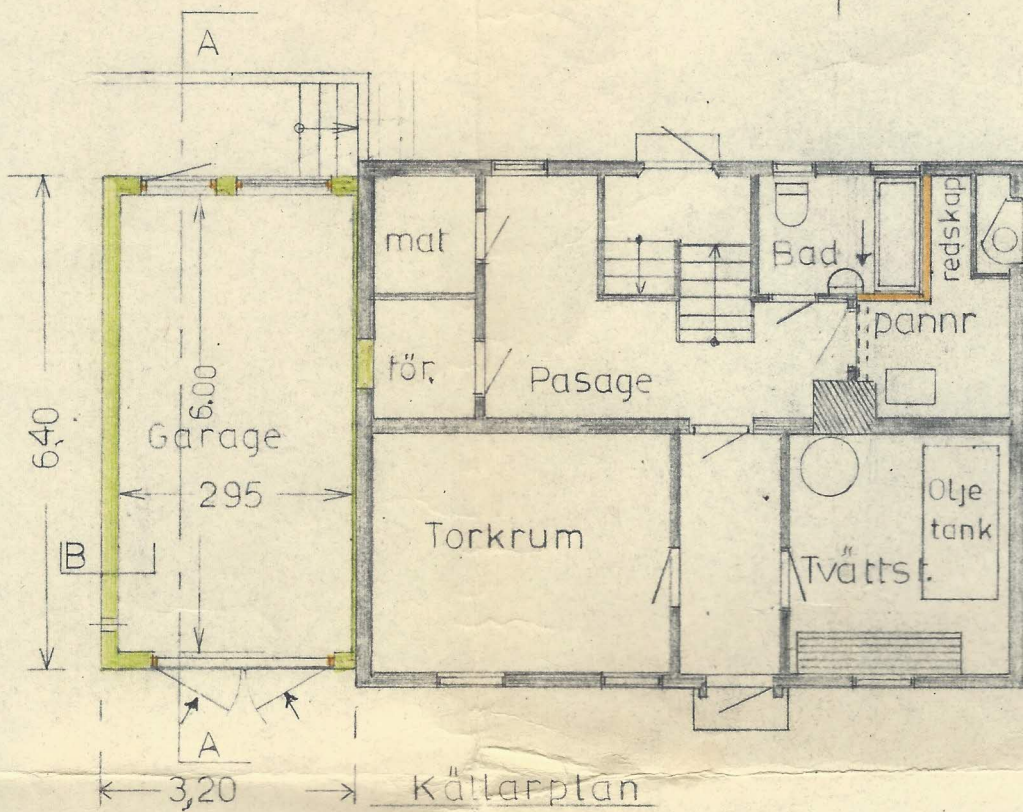 A
mat
Bad
redskap
pannr
för.
Pasage
6,40
6.00
Garage
295
Olje
tank
Torkrum
B
Tvättst.
A
3,20
Källarplan